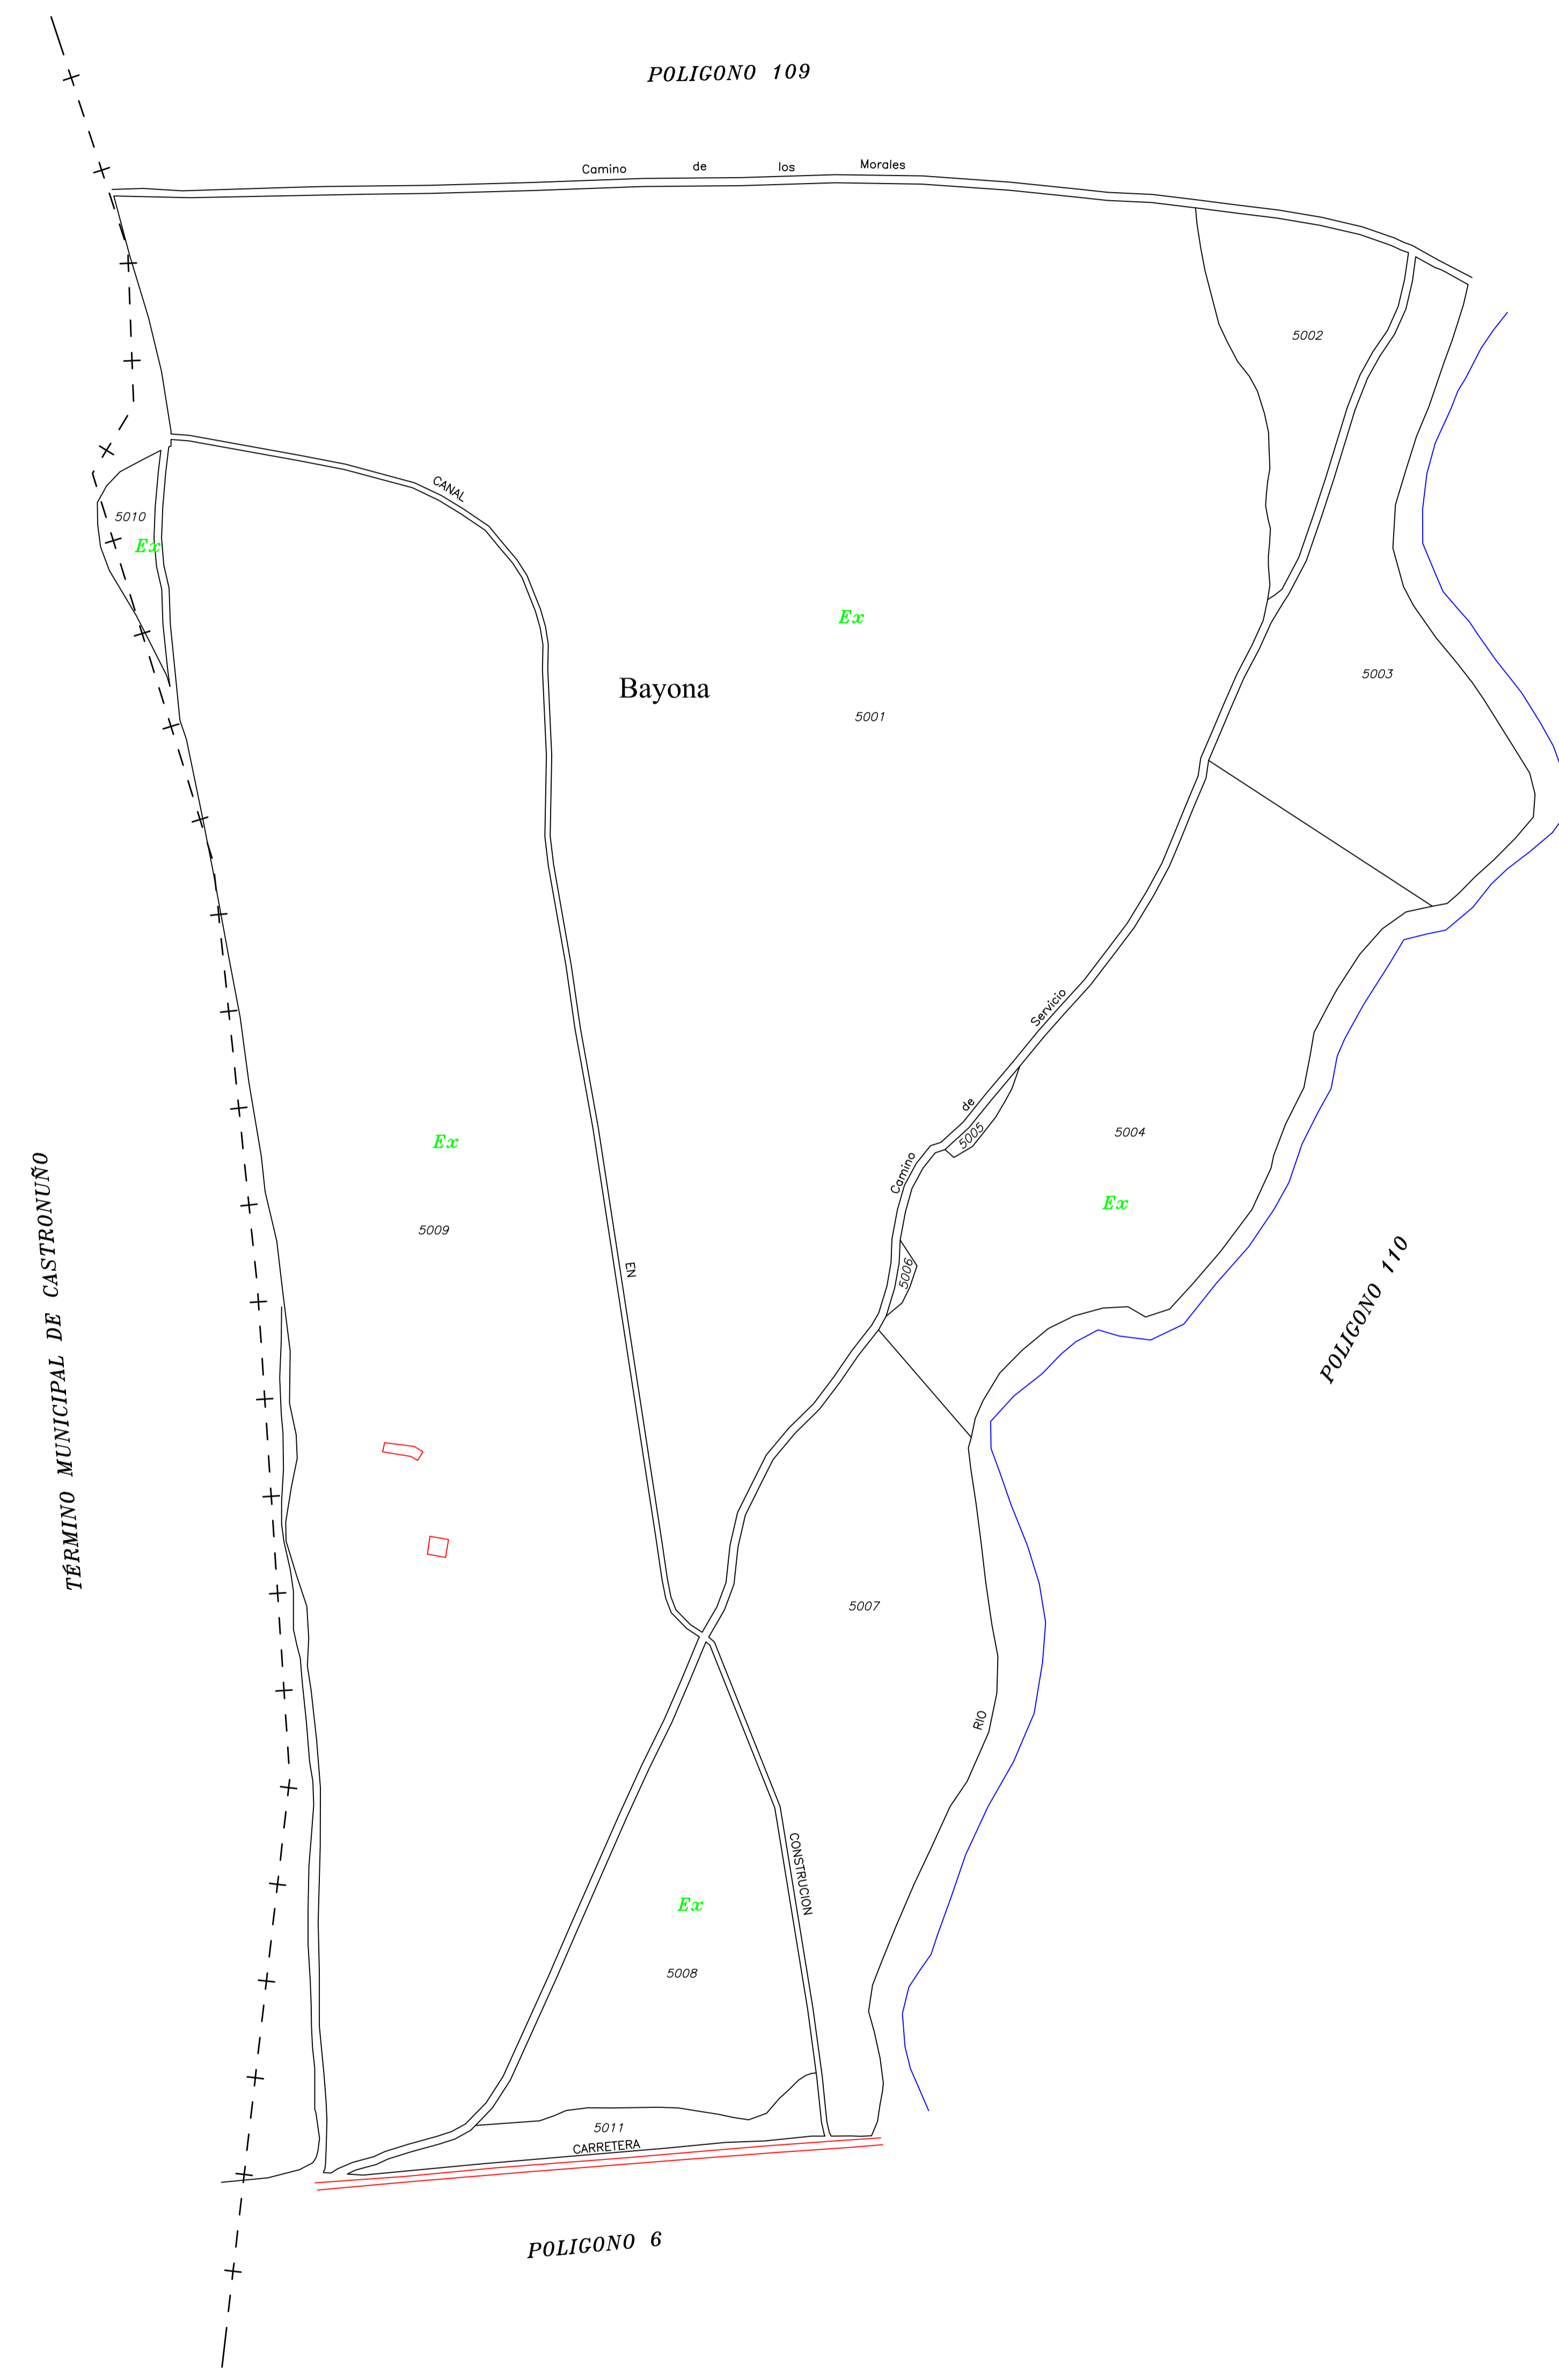 POLIGONO 109
Camino de los Morales
5002
CANAL
5010
Ex
Ex
Bayona
5003
5001
Camino de Servicio
5005
5004
Ex
Ex
5009
5006
EN
TÉRMINO MUNICIPAL DE CASTRONUÑO
POLIGONO 110
5007
RIO
CONSTRUCION
Ex
5008
5011
CARRETERA
POLIGONO 6